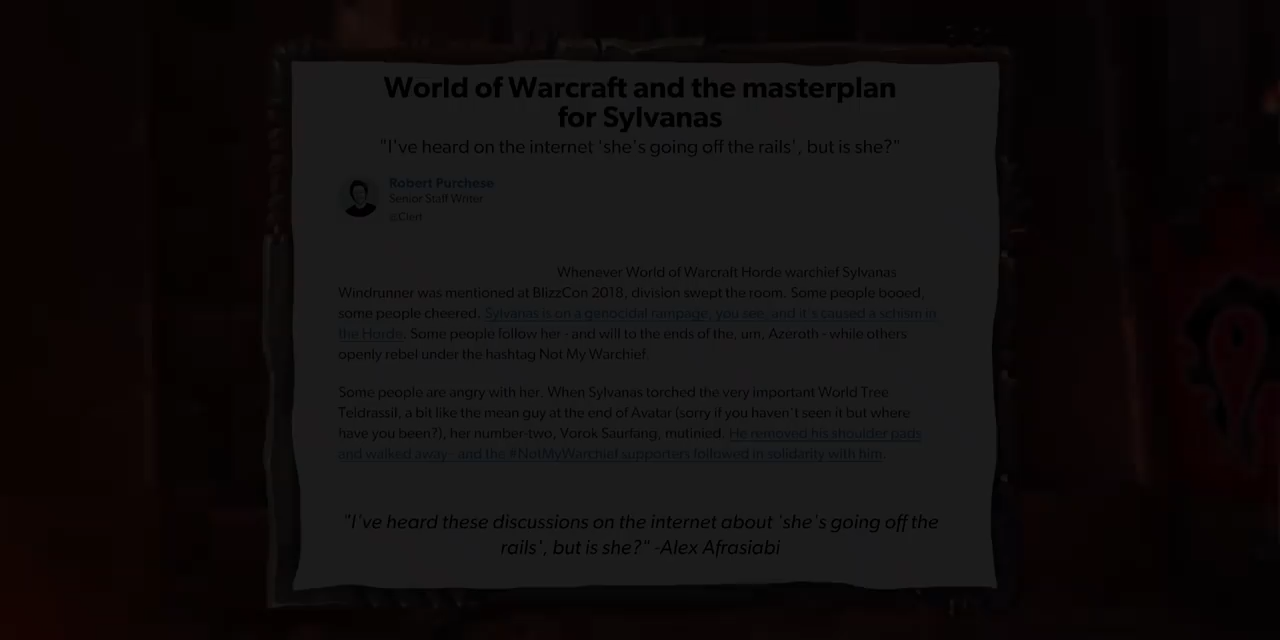 World of Warcraft and the masterplan
for Sylvanas
"I've heard on the internet 'she's going off the rails', but is she?"
Robert Purchese
Senior Staff Writer
@Clert
Whenever World of Warcraft Horde warchief Sylvanas
Windrunner was mentioned at BlizzCon 2018, division swept the room. Some people booed,
some people cheered. Sylvanas is on a genocidal rampage, you see, and it's caused a schism in
the Horde. Some people follow her - and will to the ends of the, um, Azeroth - while others
openly rebel under the hashtag Not My Warchief
Some people are angry with her. When Sylvanas torched the very important World Tree
Teldrassil, a bit like the mean guy at the end of Avatar (sorry if you haven't seen it but where
have you been?), her number-two, Vorok Saurfang, mutinied. He removed his shoulder pads
and walked away - and the #NotMyWarchief supporters followed in solidarity with him.
"I've heard these discussions on the internet about 'she's going off the
rails', but is she?" -Alex Afrasiabi